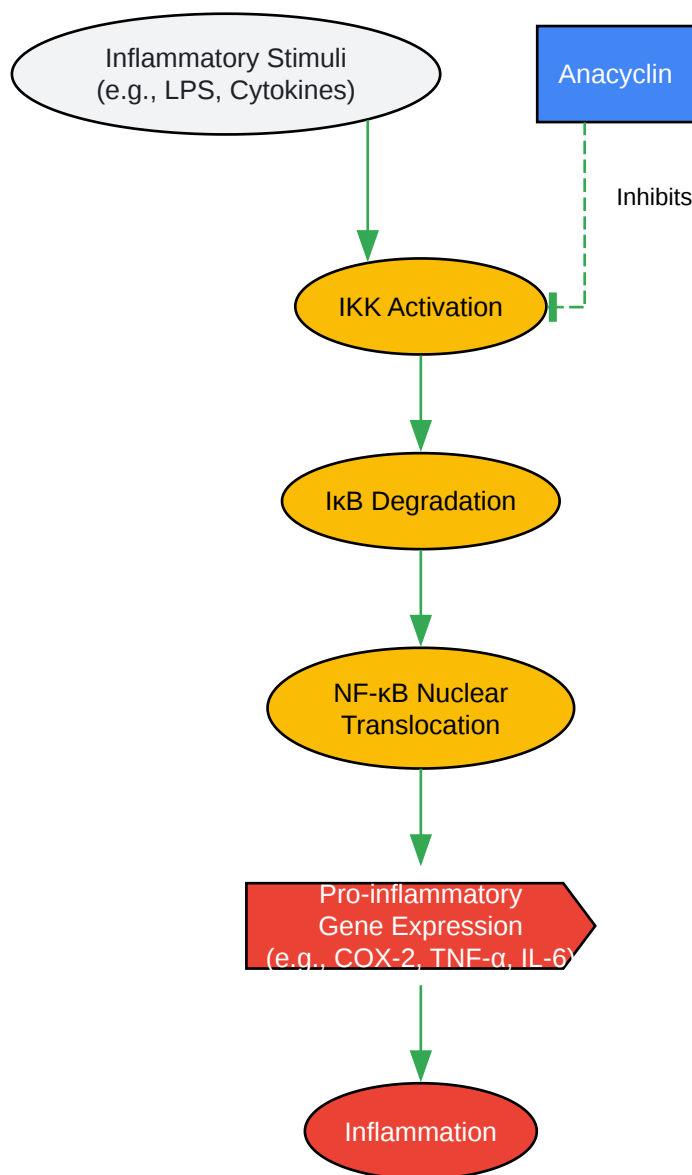 Inflammatory Stimuli
(e.g., LPS, Cytokines)
Anacyclin
Inhibits
IKK Activation
IκB Degradation
NF-κB Nuclear
Translocation
Pro-inflammatory
Gene Expression
(e.g., COX-2, TNF-α, IL-6)
Inflammation